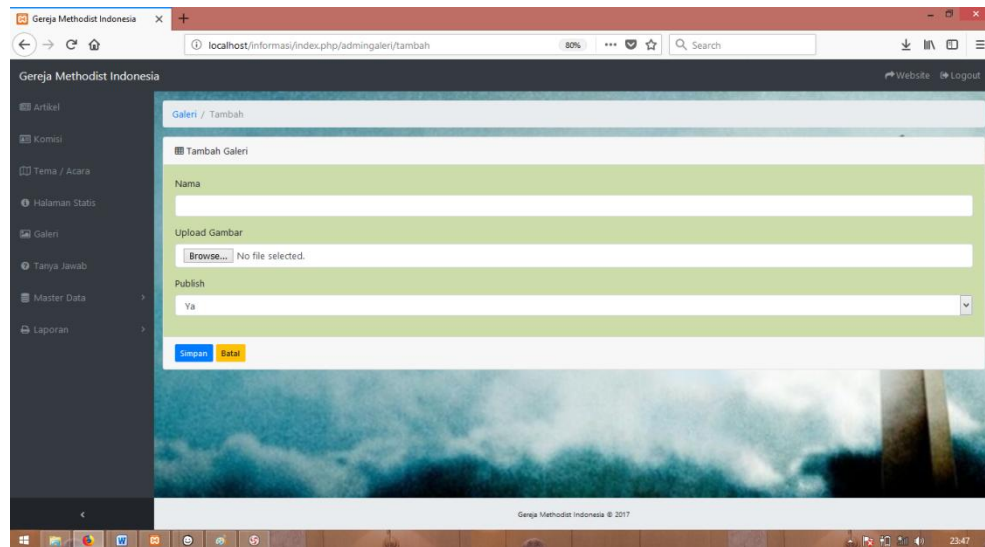 Gereja Methodist Indonesia
localhost/informasi/index.php/admingaleri/tambah
80%
Search
Gereja Methodist Indonesia
Website
Logout
Artikel
Komisi
Tema / Acara
Halaman Statis
Galeri
Tanya Jawab
Master Data
Laporan
Galeri / Tambah
Tambah Galeri
Nama
Upload Gambar
Browse... No file selected.
Publish
Ya
Simpan
Batal
Gereja Methodist Indonesia © 2017
23:47